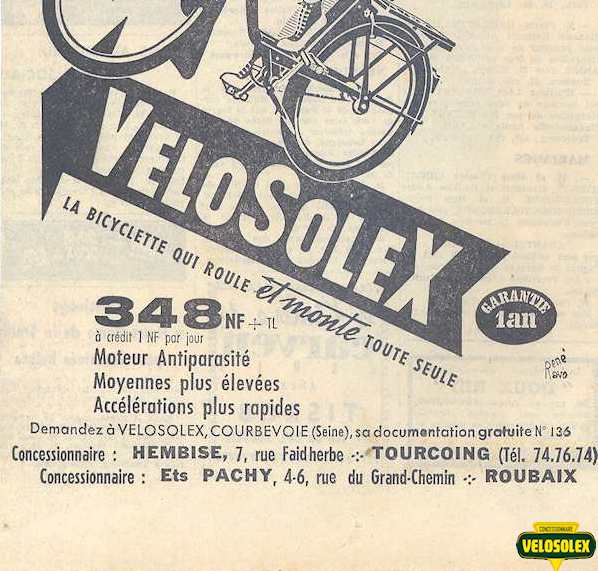 VELOSOLEX
LA BICYCLETTE QUI ROULE et monte TOUTE SEULE
GARANTIE
1an
348 NF + TL
à crédit 1 NF par jour
Moteur Antiparasité
Moyennes plus élevées
Accélérations plus rapides
René
Ravo
Demandez à VELOSOLEX, COURBEVOIE (Seine), sa documentation gratuite N° 136
Concessionnaire : HEMBISE, 7, rue Faidherbe -:- TOURCOING (Tél. 74.76.74)
Concessionnaire : Ets PACHY, 4-6, rue du Grand-Chemin -:- ROUBAIX
CONCESSIONNAIRE
VELOSOLEX